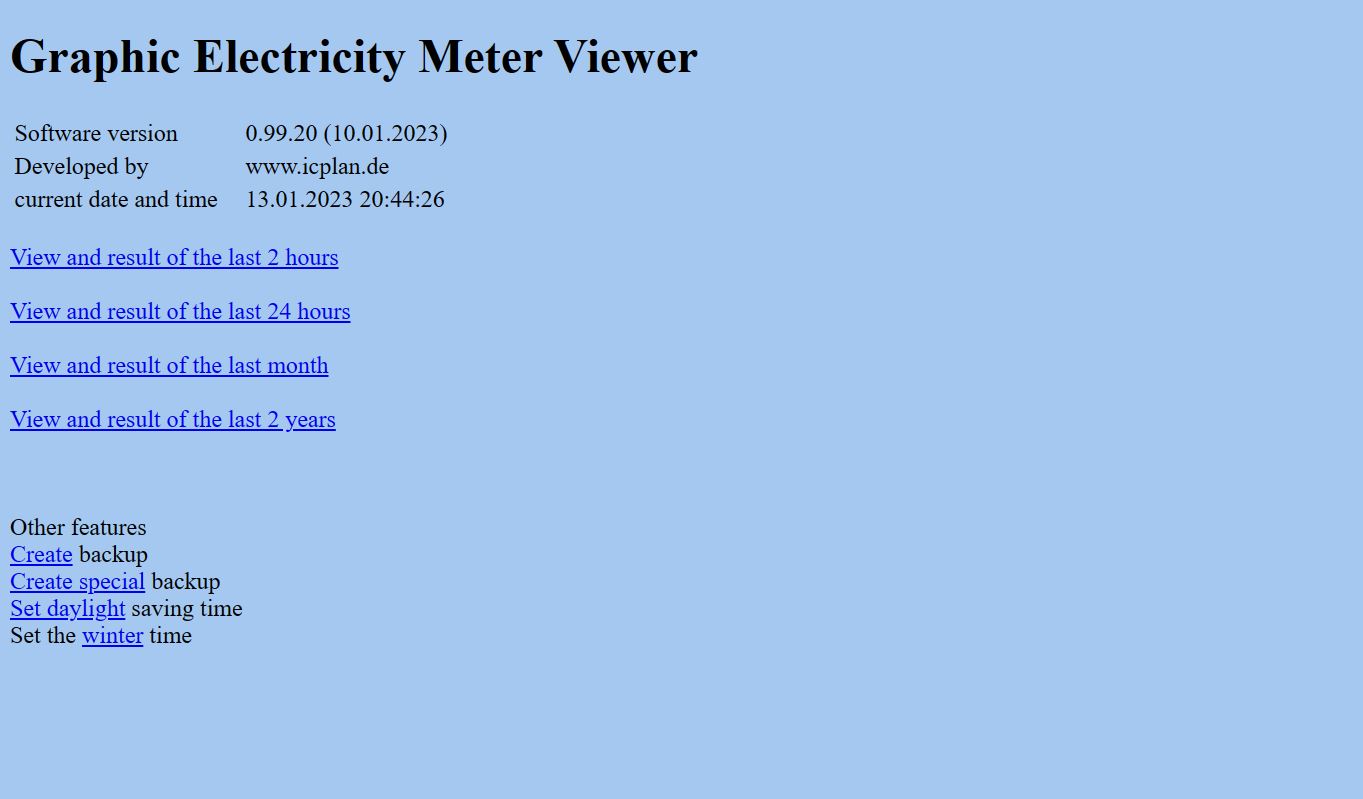 Graphic Electricity Meter Viewer
Software version 0.99.20 (10.01.2023)
Developed by www.icplan.de
current date and time 13.01.2023 20:44:26
View and result of the last 2 hours
View and result of the last 24 hours
View and result of the last month
View and result of the last 2 years
Other features
Create backup
Create special backup
Set daylight saving time
Set the winter time